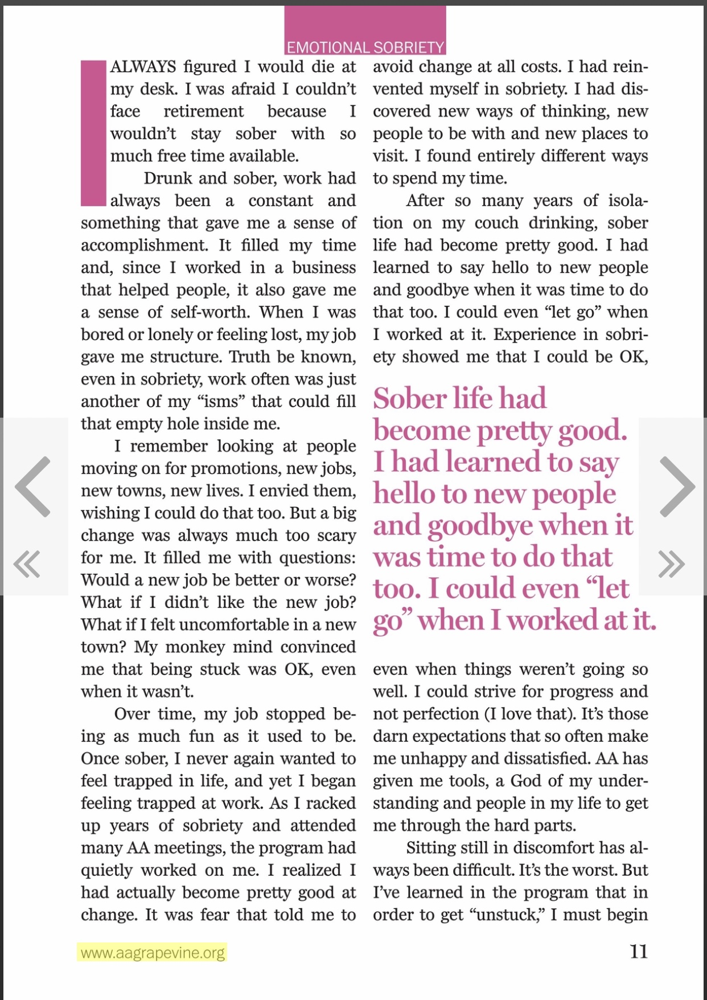 EMOTIONAL SOBRIETY
I ALWAYS figured I would die at
my desk. I was afraid I couldn’t
face retirement because I
wouldn’t stay sober with so
much free time available.
Drunk and sober, work had
always been a constant and
something that gave me a sense of
accomplishment. It filled my time
and, since I worked in a business
that helped people, it also gave me
a sense of self-worth. When I was
bored or lonely or feeling lost, my job
gave me structure. Truth be known,
even in sobriety, work often was just
another of my “isms” that could fill
that empty hole inside me.
I remember looking at people
moving on for promotions, new jobs,
new towns, new lives. I envied them,
wishing I could do that too. But a big
change was always much too scary
for me. It filled me with questions:
Would a new job be better or worse?
What if I didn’t like the new job?
What if I felt uncomfortable in a new
town? My monkey mind convinced
me that being stuck was OK, even
when it wasn’t.
Over time, my job stopped be-
ing as much fun as it used to be.
Once sober, I never again wanted to
feel trapped in life, and yet I began
feeling trapped at work. As I racked
up years of sobriety and attended
many AA meetings, the program had
quietly worked on me. I realized I
had actually become pretty good at
change. It was fear that told me to
avoid change at all costs. I had rein-
vented myself in sobriety. I had dis-
covered new ways of thinking, new
people to be with and new places to
visit. I found entirely different ways
to spend my time.
After so many years of isola-
tion on my couch drinking, sober
life had become pretty good. I had
learned to say hello to new people
and goodbye when it was time to do
that too. I could even “let go” when
I worked at it. Experience in sobri-
ety showed me that I could be OK,
Sober life had
become pretty good.
I had learned to say
hello to new people
and goodbye when it
was time to do that
too. I could even “let
go” when I worked at it.
even when things weren’t going so
well. I could strive for progress and
not perfection (I love that). It’s those
darn expectations that so often make
me unhappy and dissatisfied. AA has
given me tools, a God of my under-
standing and people in my life to get
me through the hard parts.
Sitting still in discomfort has al-
ways been difficult. It’s the worst. But
I’ve learned in the program that in
order to get “unstuck,” I must begin
www.aagrapevine.org
11